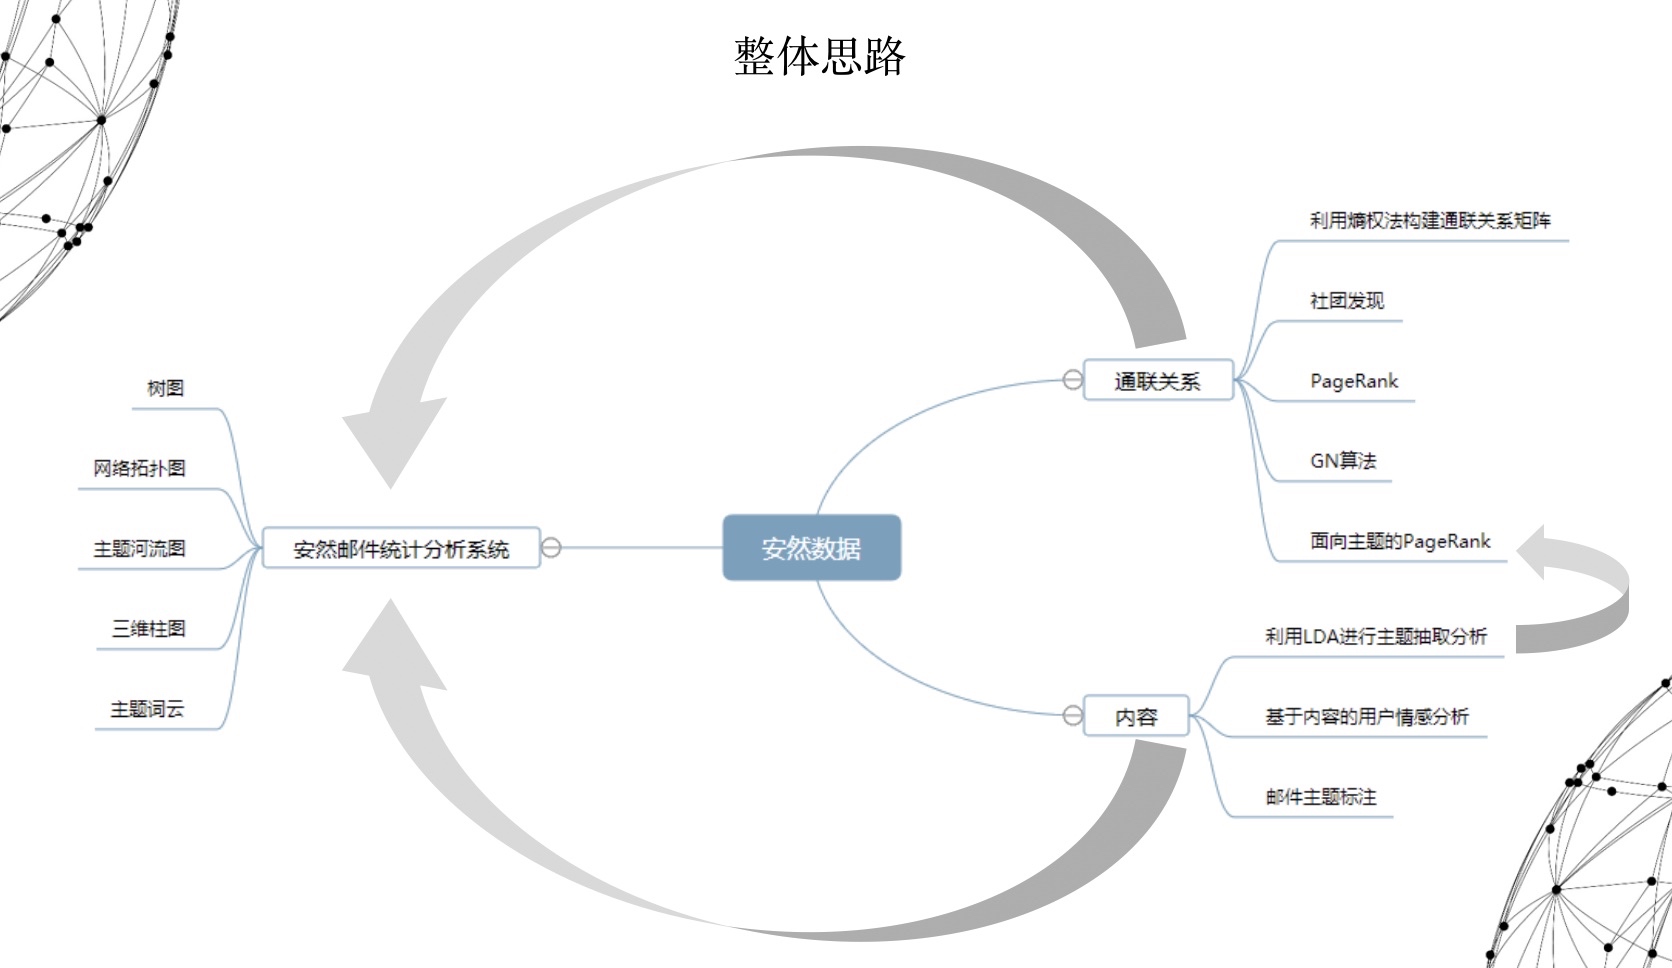 整体思路
利用熵权法构建通联关系矩阵
社团发现
通联关系
PageRank
GN算法
面向主题的PageRank
树图
网络拓扑图
主题河流图
安然邮件统计分析系统
三维柱图
主题词云
安然数据
利用LDA进行主题抽取分析
内容
基于内容的用户情感分析
邮件主题标注